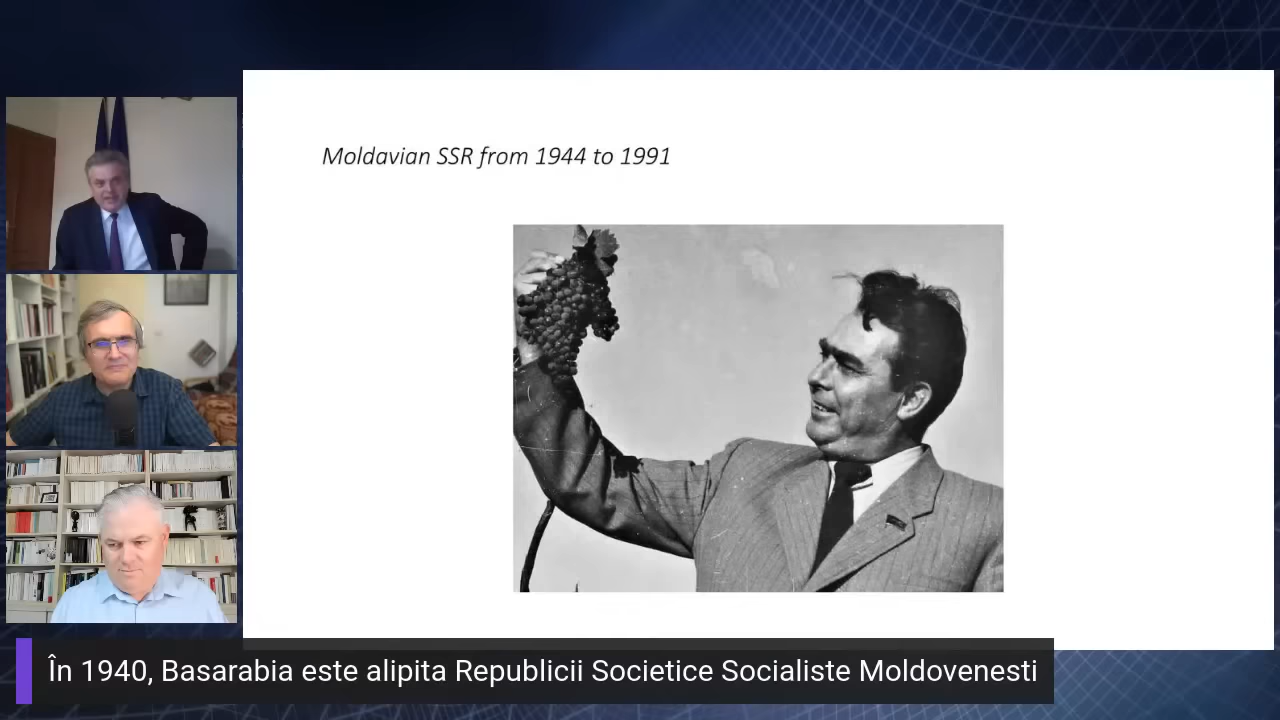 Moldavian SSR from 1944 to 1991
În 1940, Basarabia este alipita Republicii Societice Socialiste Moldovenesti